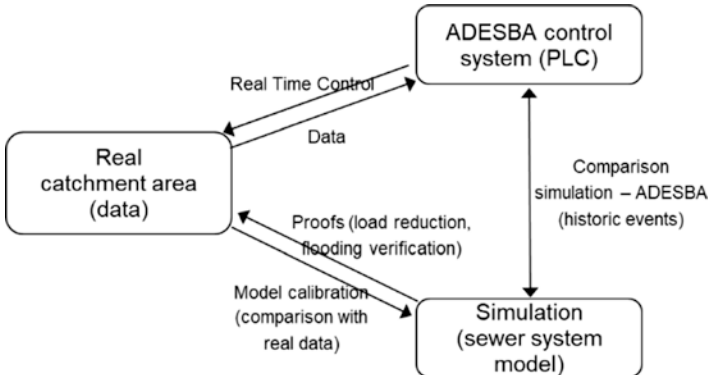 ADESBA control
system (PLC)
Real Time Control
Data
Real
catchment area
(data)
Comparison
simulation – ADESBA
(historic events)
Proofs (load reduction,
flooding verification)
Model calibration
(comparison with
real data)
Simulation
(sewer system
model)